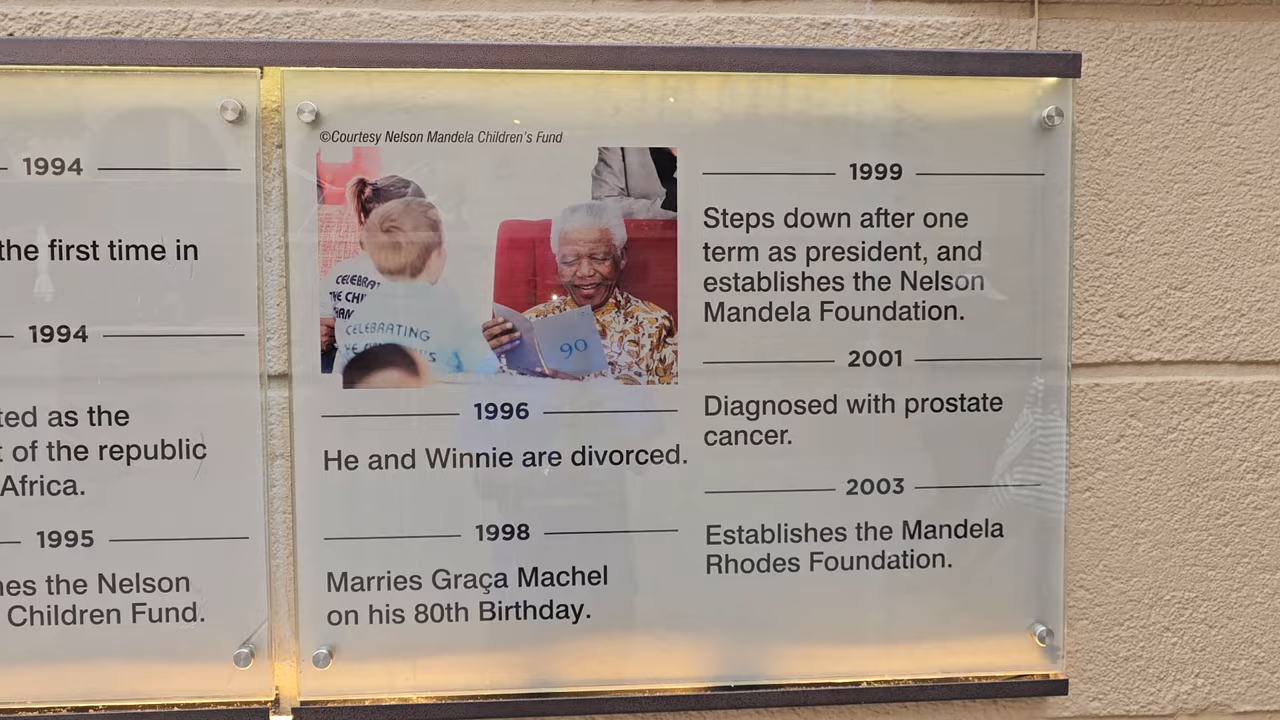 1994
the first time in
1994
as the
of the republic
Africa.
1995
the Nelson
Children Fund.
©Courtesy Nelson Mandela Children's Fund
CELEBRATING
90
1996
He and Winnie are divorced.
1998
Marries Graça Machel
on his 80th Birthday.
1999
Steps down after one
term as president, and
establishes the Nelson
Mandela Foundation.
2001
Diagnosed with prostate
cancer.
2003
Establishes the Mandela
Rhodes Foundation.